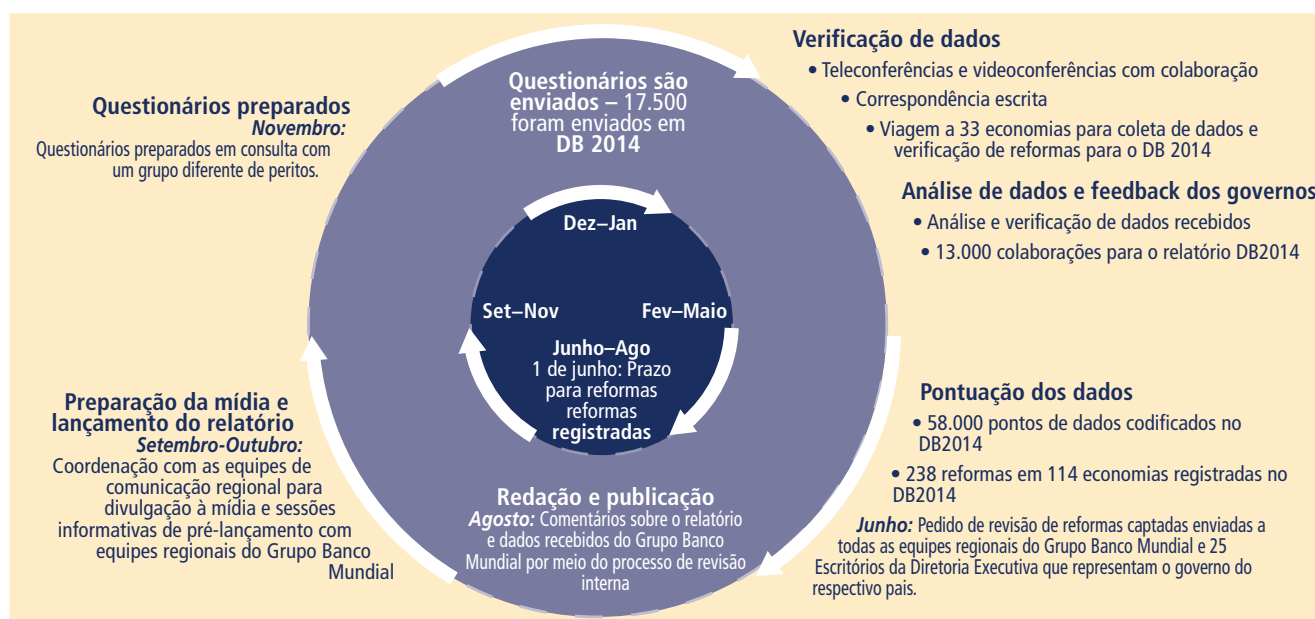 Questionários preparados
Novembro:
Questionários preparados em consulta com
um grupo diferente de peritos.
Questionários são
enviados – 17.500
foram enviados em
DB 2014
Verificação de dados
• Teleconferências e videoconferências com colaboração
• Correspondência escrita
• Viagem a 33 economias para coleta de dados e
verificação de reformas para o DB 2014
Análise de dados e feedback dos governos
• Análise e verificação de dados recebidos
• 13.000 colaborações para o relatório DB2014
Dez–Jan
Set–Nov
Fev–Maio
Junho–Ago
1 de junho: Prazo
para reformas
reformas
registradas
Pontuação dos dados
• 58.000 pontos de dados codificados no
DB2014
• 238 reformas em 114 economias registradas no
DB2014
Junho: Pedido de revisão de reformas captadas enviadas a
todas as equipes regionais do Grupo Banco Mundial e 25
Escritórios da Diretoria Executiva que representam o governo do
respectivo pais.
Redação e publicação
Agosto: Comentários sobre o relatório
e dados recebidos do Grupo Banco
Mundial por meio do processo de revisão
interna
Preparação da mídia e
lançamento do relatório
Setembro-Outubro:
Coordenação com as equipes de
comunicação regional para
divulgação à mídia e sessões
informativas de pré-lançamento com
equipes regionais do Grupo Banco
Mundial